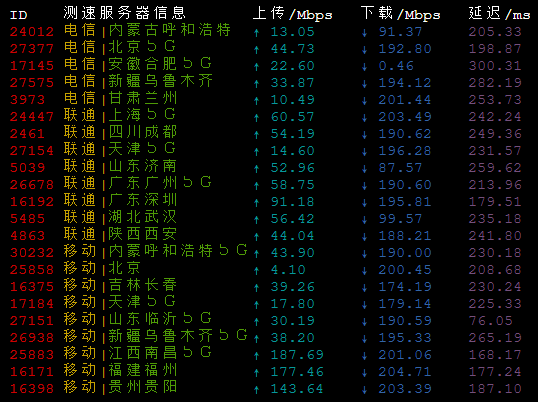 ID 测速服务器信息 上传/Mbps 下载/Mbps 延迟/ms
24012 电信|内蒙古呼和浩特 ↑ 13.05 ↓ 91.37 205.33
27377 电信|北京５Ｇ ↑ 44.73 ↓ 192.80 198.87
17145 电信|安徽合肥５Ｇ ↑ 22.60 ↓ 0.46 300.31
27575 电信|新疆乌鲁木齐 ↑ 33.87 ↓ 194.12 282.19
3973 电信|甘肃兰州 ↑ 10.49 ↓ 201.44 253.73
24447 联通|上海５Ｇ ↑ 60.57 ↓ 203.49 242.24
2461 联通|四川成都 ↑ 54.19 ↓ 190.62 249.36
27154 联通|天津５Ｇ ↑ 14.60 ↓ 196.28 231.57
5039 联通|山东济南 ↑ 52.96 ↓ 87.57 259.62
26678 联通|广东广州５Ｇ ↑ 58.75 ↓ 190.60 213.96
16192 联通|广东深圳 ↑ 91.18 ↓ 195.81 179.51
5485 联通|湖北武汉 ↑ 56.42 ↓ 99.57 235.18
4863 联通|陕西西安 ↑ 44.04 ↓ 188.21 241.80
30232 移动|内蒙呼和浩特５Ｇ ↑ 43.90 ↓ 190.00 230.18
25858 移动|北京 ↑ 4.10 ↓ 200.45 208.68
16375 移动|吉林长春 ↑ 39.26 ↓ 174.19 230.24
17184 移动|天津５Ｇ ↑ 17.80 ↓ 179.14 225.33
27151 移动|山东临沂５Ｇ ↑ 30.19 ↓ 190.59 76.05
26938 移动|新疆乌鲁木齐５Ｇ ↑ 38.20 ↓ 195.33 265.19
25883 移动|江西南昌５Ｇ ↑ 187.69 ↓ 201.06 168.17
16171 移动|福建福州 ↑ 177.46 ↓ 204.71 177.24
16398 移动|贵州贵阳 ↑ 143.64 ↓ 203.39 187.10